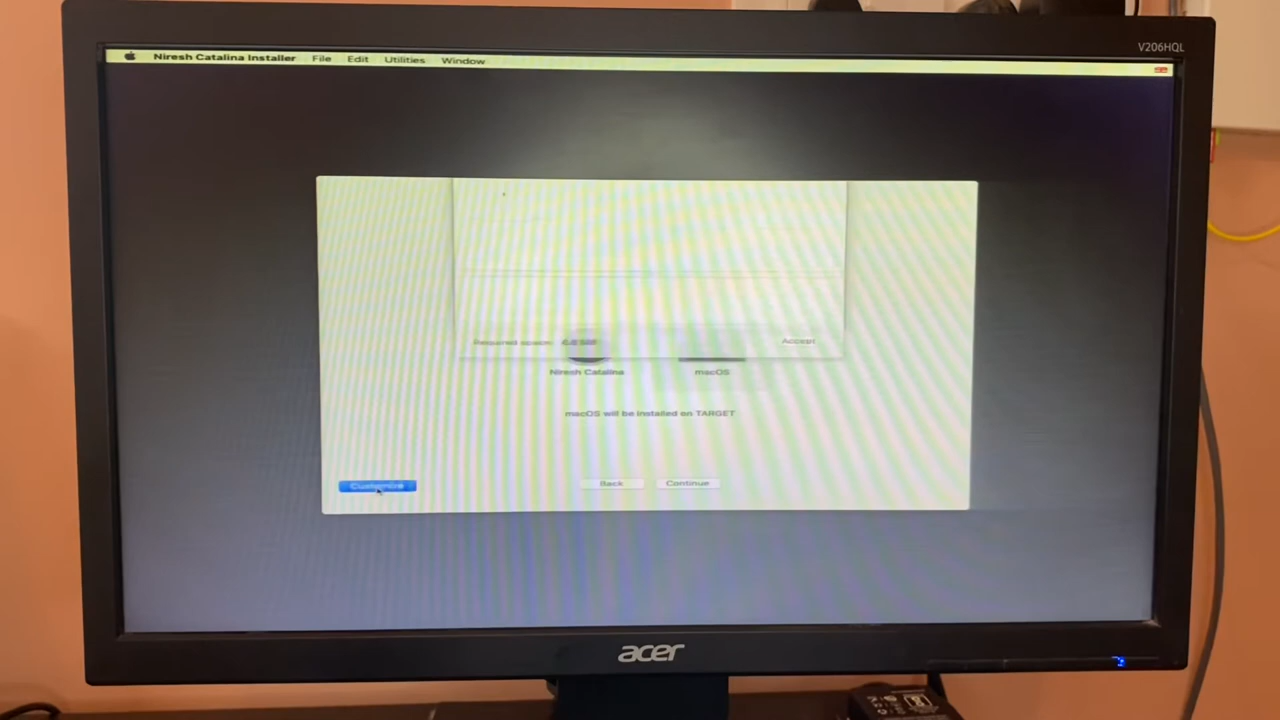 V206HQL
Niresh Catalina Installer File Edit Utilities Window
Required space:
Accept
Niresh Catalina macOS
macOS will be installed on TARGET
Customize Back Continue
acer